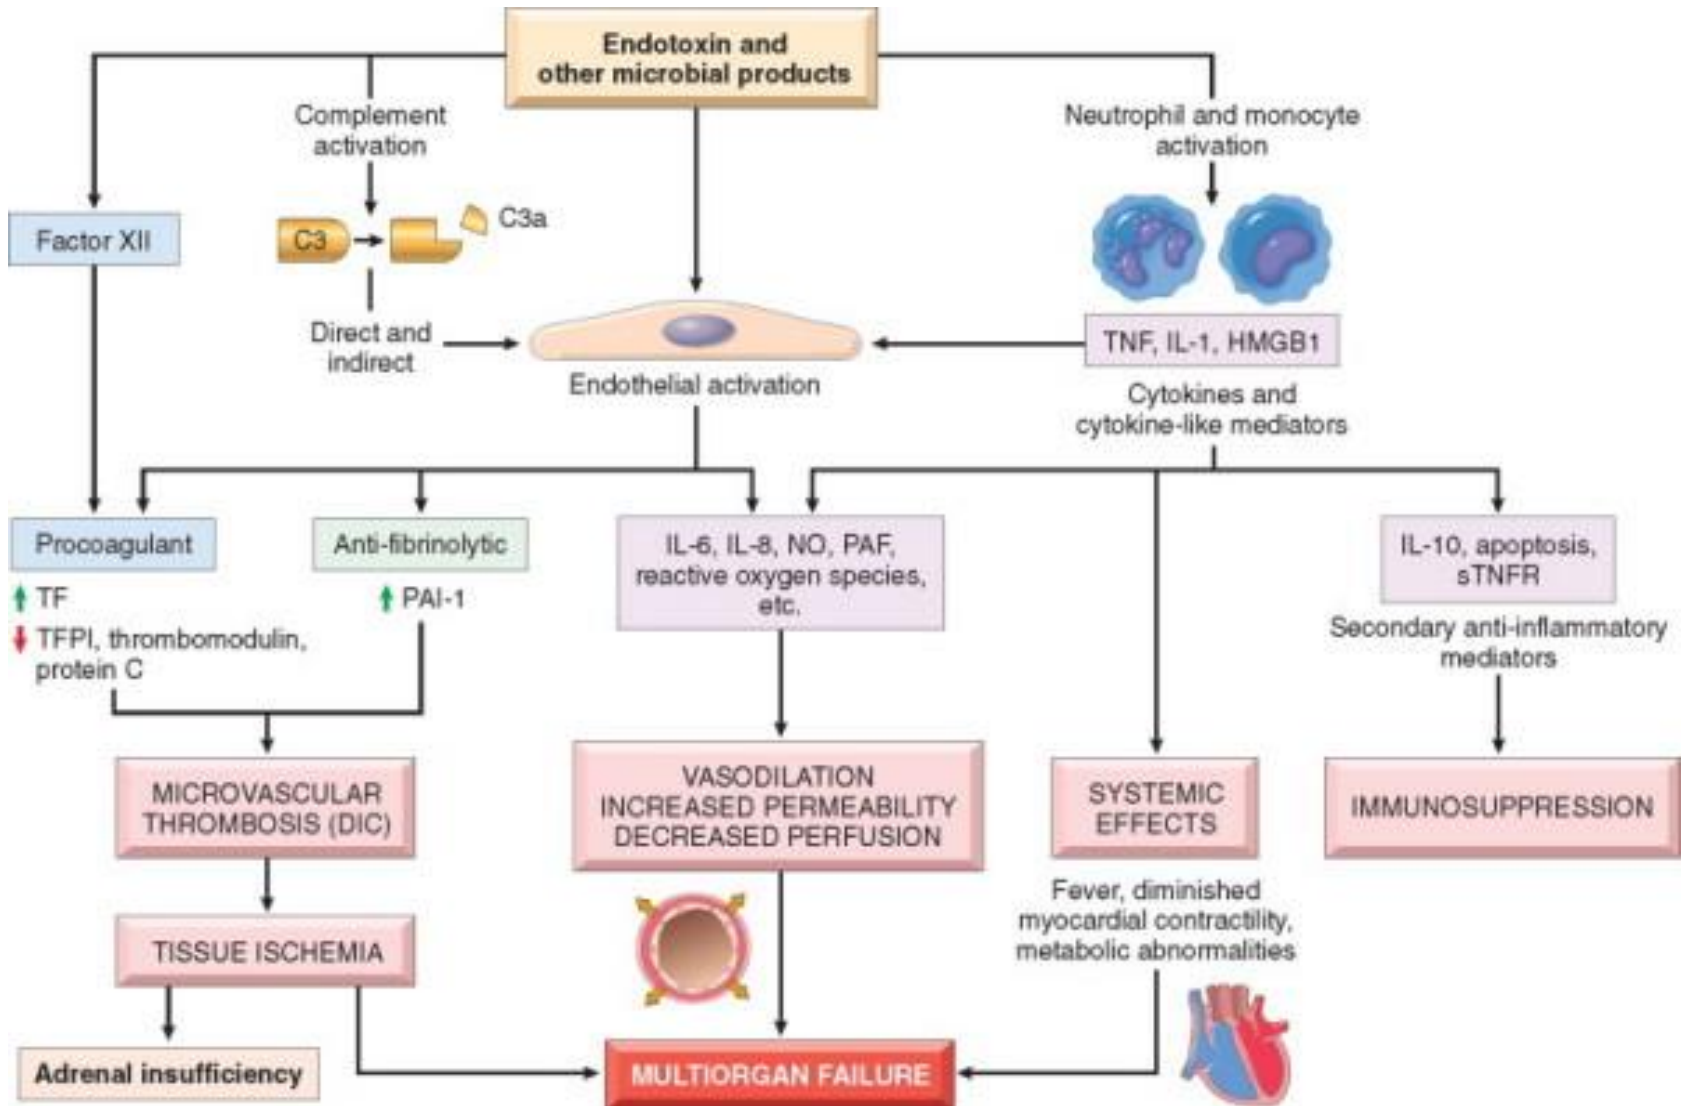 Endotoxin and
other microbial products
Complement
activation
Neutrophil and monocyte
activation
Factor XII
C3
C3a
Direct and
indirect
Endothelial activation
TNF, IL-1, HMGB1
Cytokines and
cytokine-like mediators
Procoagulant
TF
TFPI, thrombomodulin,
protein C
Anti-fibrinolytic
PAI-1
IL-6, IL-8, NO, PAF,
reactive oxygen species,
etc.
IL-10, apoptosis,
sTNFR
Secondary anti-inflammatory
mediators
MICROVASCULAR
THROMBOSIS (DIC)
VASODILATION
INCREASED PERMEABILITY
DECREASED PERFUSION
SYSTEMIC
EFFECTS
IMMUNOSUPPRESSION
Fever, diminished
myocardial contractility,
metabolic abnormalities
TISSUE ISCHEMIA
Adrenal insufficiency
MULTIORGAN FAILURE